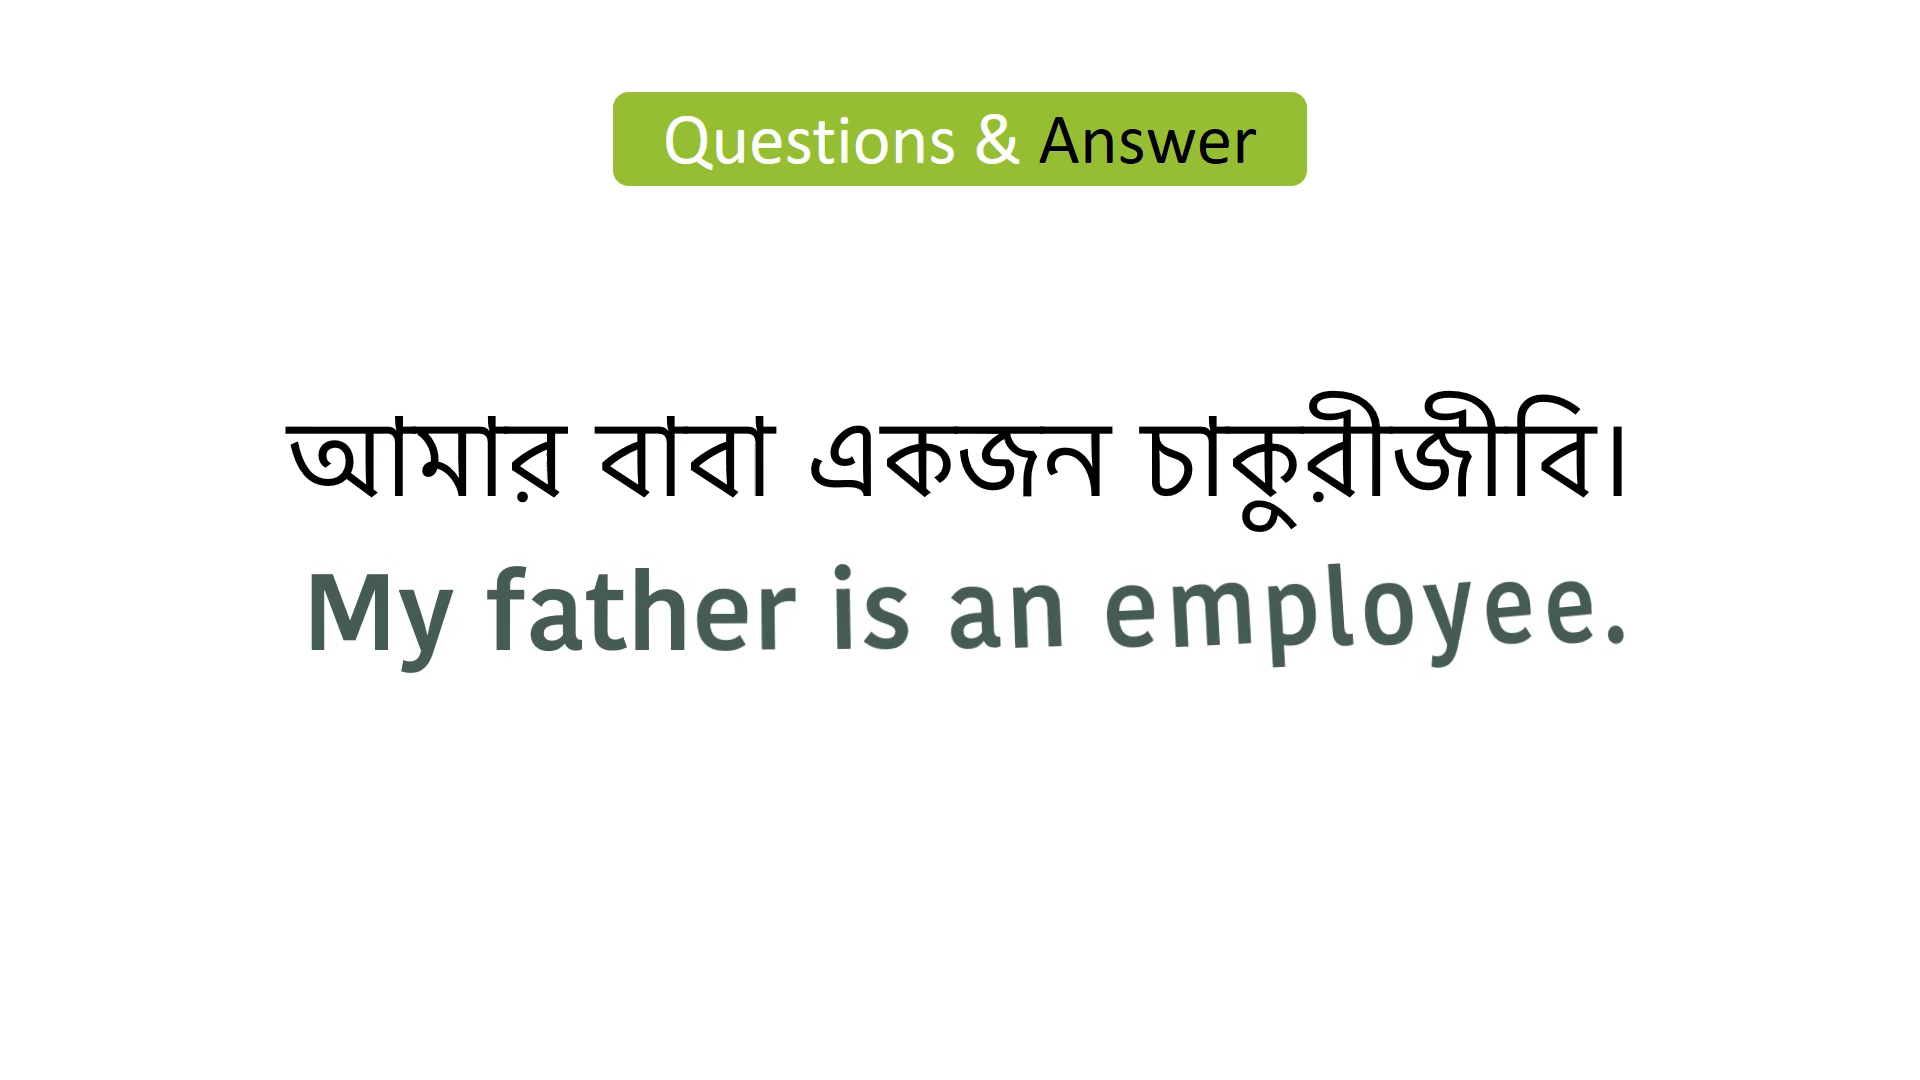 Questions & Answer
আমার বাবা একজন চাকুরীজীবি।
My father is an employee.